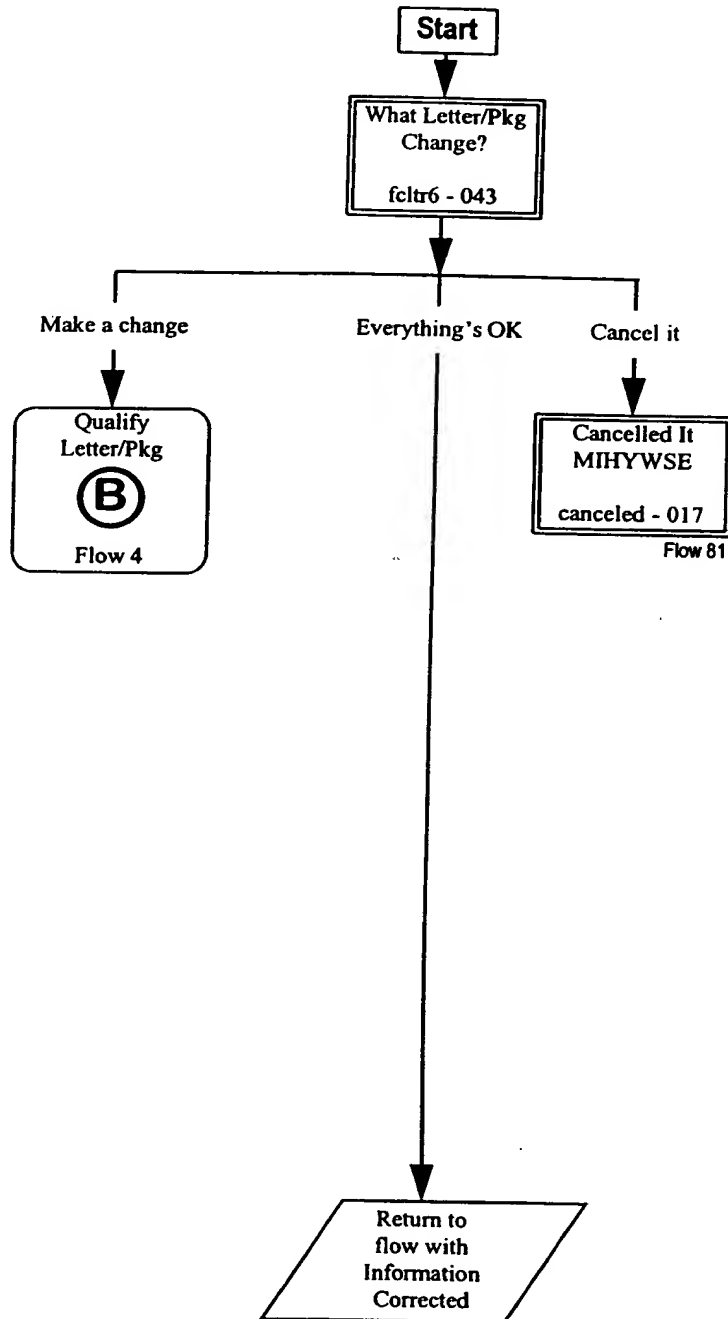 Start
What Letter/Pkg
Change?
fcltr6 - 043
Make a change
Everything's OK
Cancel it
Qualify
Letter/Pkg
B
Flow 4
Cancelled It
MIHYWSE
canceled - 017
Flow 81
Return to
flow with
Information
Corrected